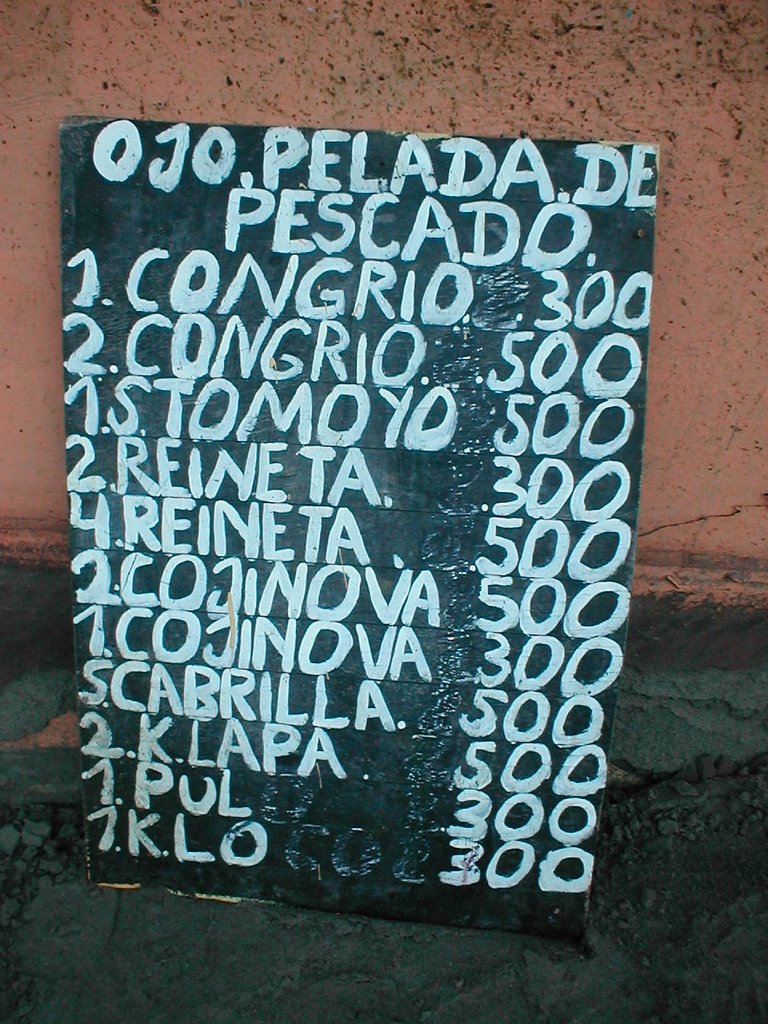 OJO.PELADA.DE
PESCADO.
1.CONGRIO. .300
2.CONGRIO. .500
1.S.TOMOYO 500
2.REINETA. .300
4.REINETA. .500
2.COJINOVA .500
1.COJINOVA 300
5.CABRILLA. 500
2.K.LAPA. 500
1.PUL .300
1.K.LO 300